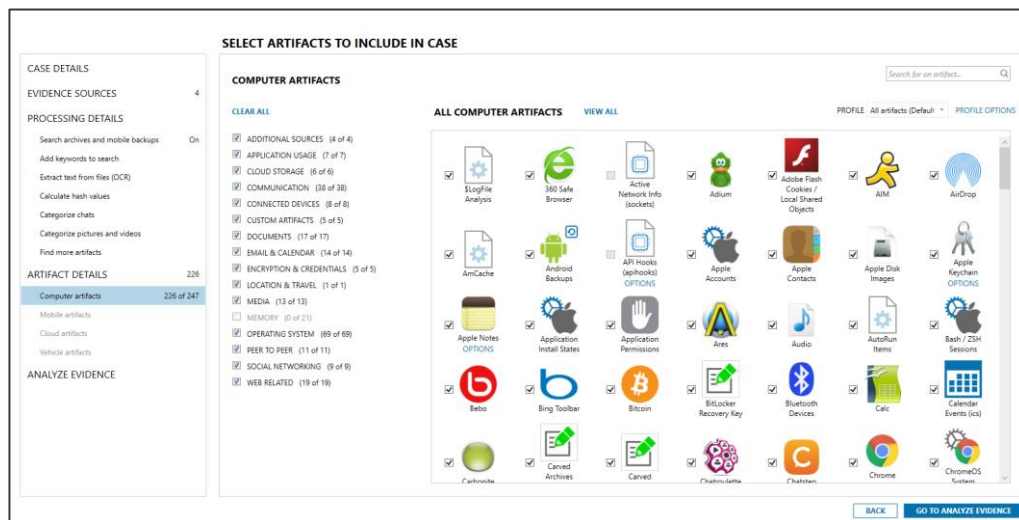 SELECT ARTIFACTS TO INCLUDE IN CASE
CASE DETAILS
EVIDENCE SOURCES 4
PROCESSING DETAILS
Search archives and mobile backups On
Add keywords to search
Extract text from files (OCR)
Calculate hash values
Categorize chats
Categorize pictures and videos
Find more artifacts
ARTIFACT DETAILS 226
Computer artifacts 226 of 247
Mobile artifacts
Cloud artifacts
Vehicle artifacts
ANALYZE EVIDENCE
COMPUTER ARTIFACTS
Search for an artifact...
CLEAR ALL
ADDITIONAL SOURCES (4 of 4)
APPLICATION USAGE (7 of 7)
CLOUD STORAGE (6 of 6)
COMMUNICATION (38 of 38)
CONNECTED DEVICES (8 of 8)
CUSTOM ARTIFACTS (5 of 5)
DOCUMENTS (17 of 17)
EMAIL & CALENDAR (14 of 14)
ENCRYPTION & CREDENTIALS (5 of 5)
LOCATION & TRAVEL (1 of 1)
MEDIA (13 of 13)
MEMORY (0 of 21)
OPERATING SYSTEM (69 of 69)
PEER TO PEER (11 of 11)
SOCIAL NETWORKING (9 of 9)
WEB RELATED (19 of 19)
ALL COMPUTER ARTIFACTS VIEW ALL
PROFILE All artifacts (Default PROFILE OPTIONS
$LogFile
Analysis
360 Safe
Browser
Active
Network Info
(sockets)
Adium
Adobe Flash
Cookies /
Local Shared
Objects
AIM
AirDrop
AmCache
Android
Backups
API Hooks
(apihooks)
OPTIONS
Apple
Accounts
Apple
Contacts
Apple Disk
Images
Apple
Keychain
OPTIONS
Apple Notes
OPTIONS
Application
Install States
Application
Permissions
Ares
Audio
AutoRun
Items
Bash / ZSH
Sessions
Bebo
Bing Toolbar
Bitcoin
BitLocker
Recovery Key
Bluetooth
Devices
Calc
Calendar
Events (ics)
Carbonite
Carved
Archives
Carved
Chatroulette
Chatstep
Chrome
ChromeOS
System
BACK
GO TO ANALYZE EVIDENCE